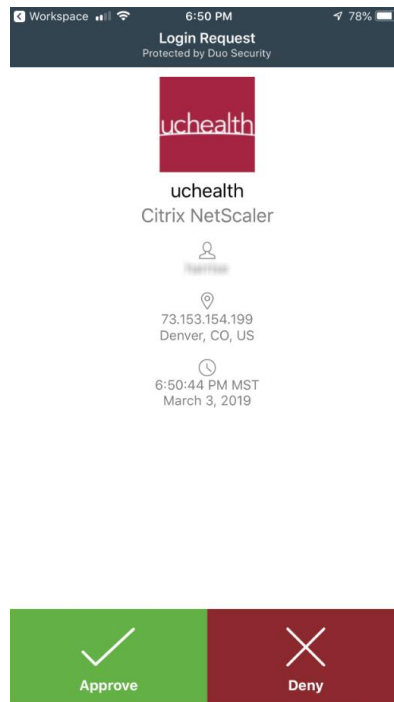 Workspace 6:50 PM 78%
Login Request
Protected by Duo Security
uchealth
uchealth
Citrix NetScaler
73.153.154.199
Denver, CO, US
6:50:44 PM MST
March 3, 2019
Approve Deny